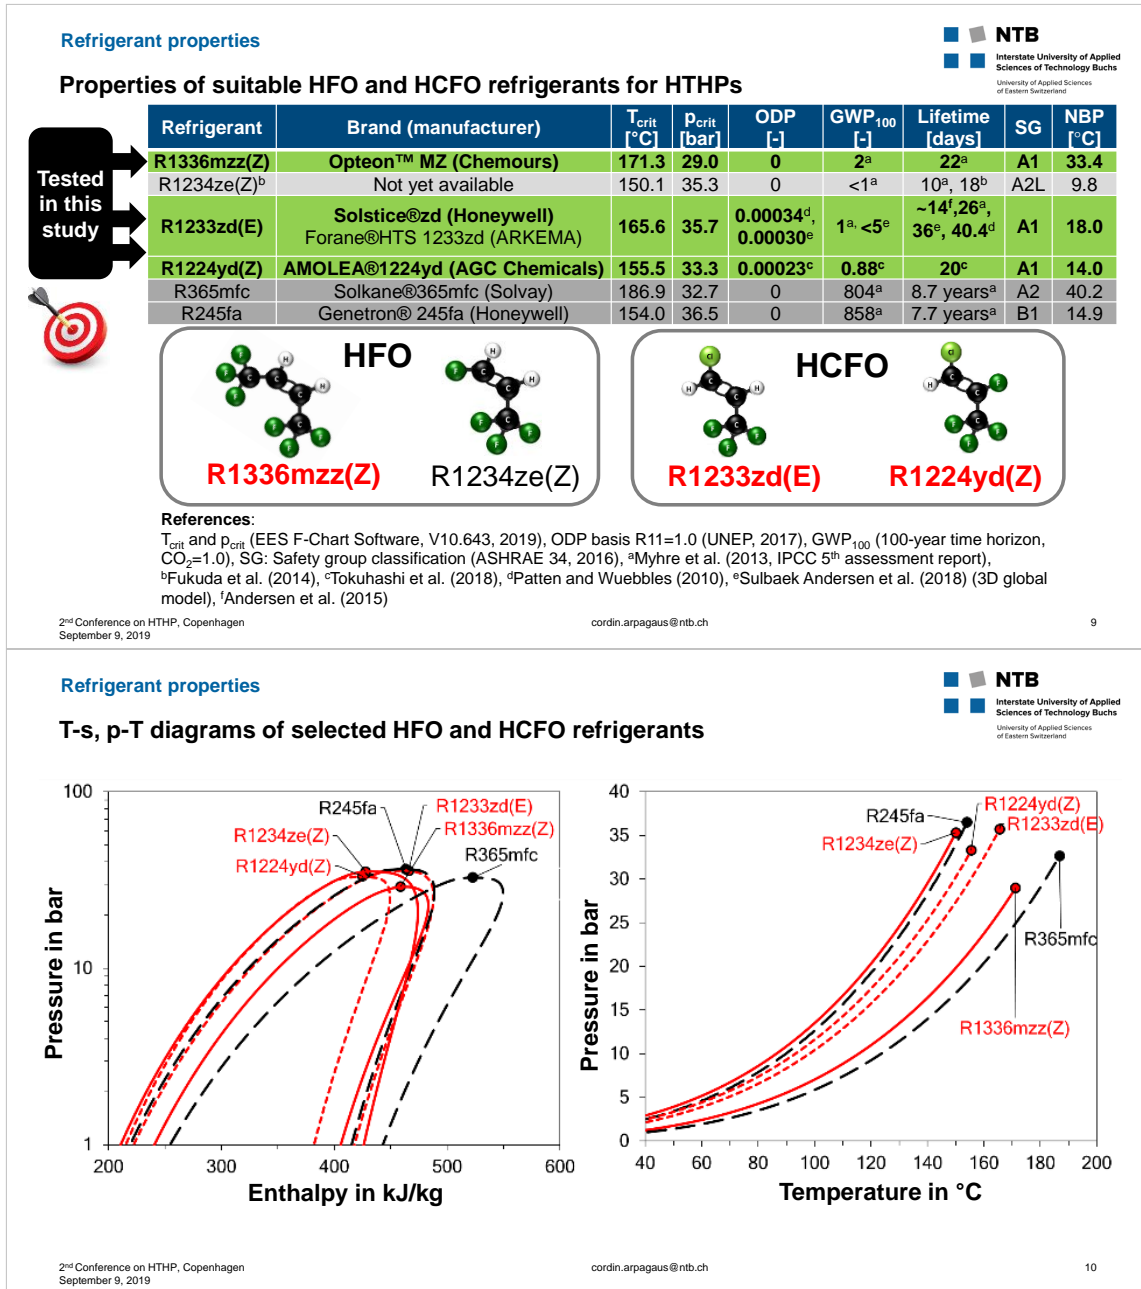 Refrigerant properties
NTB
Interstate University of Applied
Sciences of Technology Buchs
University of Applied Sciences
of Eastern Switzerland
Properties of suitable HFO and HCFO refrigerants for HTHPs
Tested
in this
study
Refrigerant Brand (manufacturer) Tcrit [°C] pcrit [bar] ODP [-] GWP100 [-] Lifetime [days] SG NBP [°C]
R1336mzz(Z) Opteon™ MZ (Chemours) 171.3 29.0 0 2a 22a A1 33.4
R1234ze(Z)b Not yet available 150.1 35.3 0 <1a 10a, 18b A2L 9.8
R1233zd(E) Solstice®zd (Honeywell) Forane®HTS 1233zd (ARKEMA) 165.6 35.7 0.00034d, 0.00030e 1a, <5e ~14f,26a, 36e, 40.4d A1 18.0
R1224yd(Z) AMOLEA®1224yd (AGC Chemicals) 155.5 33.3 0.00023c 0.88c 20c A1 14.0
R365mfc Solkane®365mfc (Solvay) 186.9 32.7 0 804a 8.7 yearsa A2 40.2
R245fa Genetron® 245fa (Honeywell) 154.0 36.5 0 858a 7.7 yearsa B1 14.9
HFO
F F F C C H C H C F F F
F C H C H C F F F
R1336mzz(Z) R1234ze(Z)
HCFO
Cl H C C H C F F F
Cl H C C F C F F F
R1233zd(E) R1224yd(Z)
References:
Tcrit and pcrit (EES F-Chart Software, V10.643, 2019), ODP basis R11=1.0 (UNEP, 2017), GWP100 (100-year time horizon,
CO2=1.0), SG: Safety group classification (ASHRAE 34, 2016), aMyhre et al. (2013, IPCC 5th assessment report),
bFukuda et al. (2014), cTokuhashi et al. (2018), dPatten and Wuebbles (2010), eSulbaek Andersen et al. (2018) (3D global
model), fAndersen et al. (2015)
2nd Conference on HTHP, Copenhagen
September 9, 2019
cordin.arpagaus@ntb.ch
9
Refrigerant properties
NTB
Interstate University of Applied
Sciences of Technology Buchs
University of Applied Sciences
of Eastern Switzerland
T-s, p-T diagrams of selected HFO and HCFO refrigerants
Pressure in bar
100
10
1
R245fa
R1233zd(E)
R1234ze(Z)
R1336mzz(Z)
R1224yd(Z)
R365mfc
200 300 400 500 600
Enthalpy in kJ/kg
Pressure in bar
40
35
30
25
20
15
10
5
0
R245fa
R1224yd(Z)
R1233zd(E)
R1234ze(Z)
R365mfc
R1336mzz(Z)
40 60 80 100 120 140 160 180 200
Temperature in °C
2nd Conference on HTHP, Copenhagen
September 9, 2019
cordin.arpagaus@ntb.ch
10